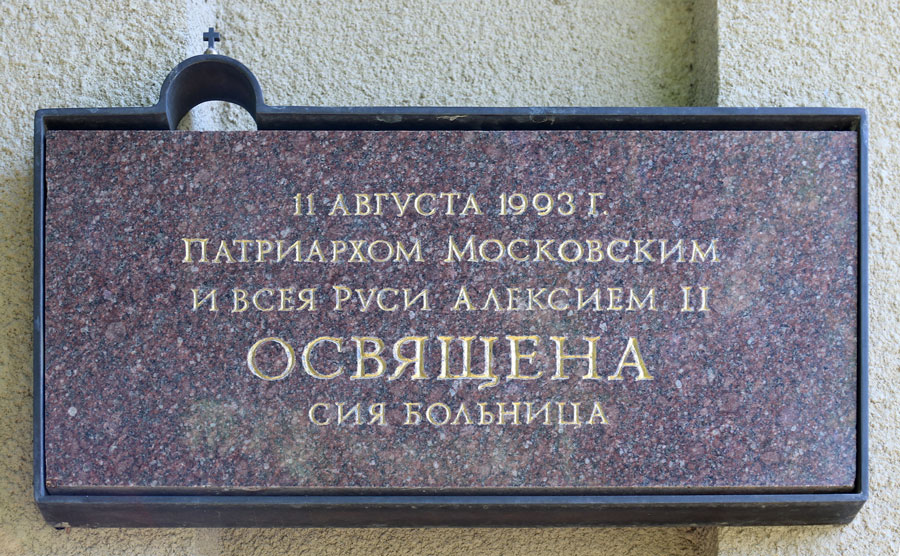 11 АВГУСТА 1993 Г.
ПАТРИАРХОМ МОСКОВСКИМ
И ВСЕЯ РУСИ АЛЕКСИЕМ II
ОСВЯЩЕНА
СИЯ БОЛЬНИЦА